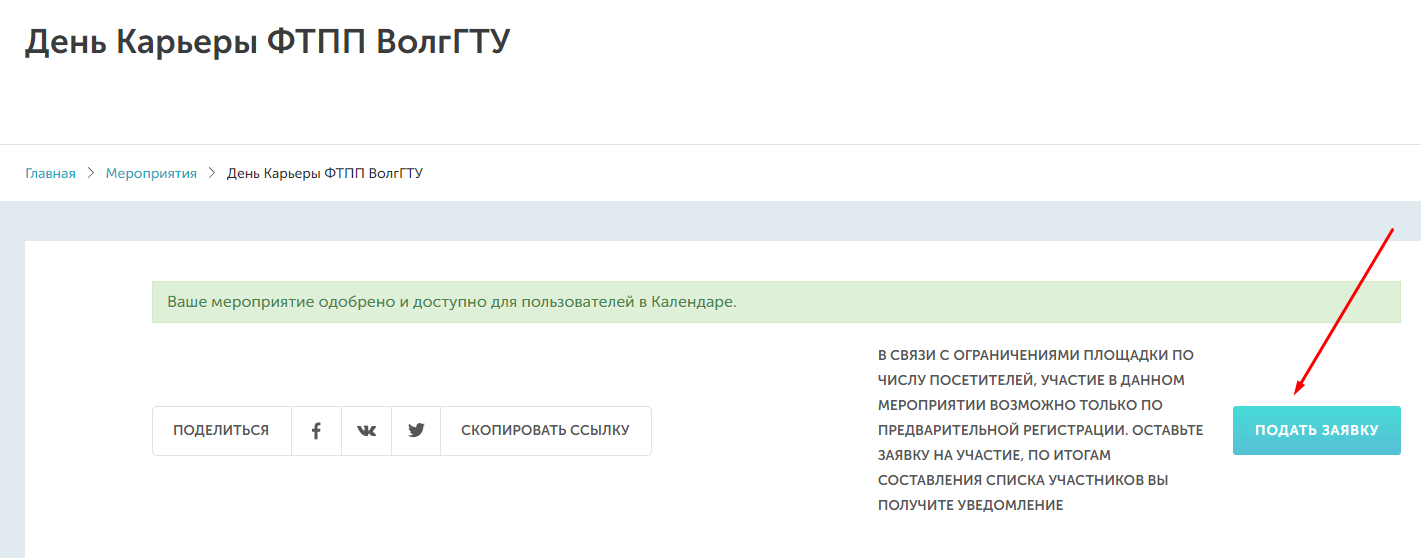 День Карьеры ФТПП ВолгГТУ
Главная > Мероприятия > День Карьеры ФТПП ВолгГТУ
Ваше мероприятие одобрено и доступно для пользователей в Календаре.
ПОДЕЛИТЬСЯ
СКОПИРОВАТЬ ССЫЛКУ
В СВЯЗИ С ОГРАНИЧЕНИЯМИ ПЛОЩАДКИ ПО
ЧИСЛУ ПОСЕТИТЕЛЕЙ, УЧАСТИЕ В ДАННОМ
МЕРОПРИЯТИИ ВОЗМОЖНО ТОЛЬКО ПО
ПРЕДВАРИТЕЛЬНОЙ РЕГИСТРАЦИИ. ОСТАВЬТЕ
ЗАЯВКУ НА УЧАСТИЕ, ПО ИТОГАМ
СОСТАВЛЕНИЯ СПИСКА УЧАСТНИКОВ ВЫ
ПОЛУЧИТЕ УВЕДОМЛЕНИЕ
ПОДАТЬ ЗАЯВКУ